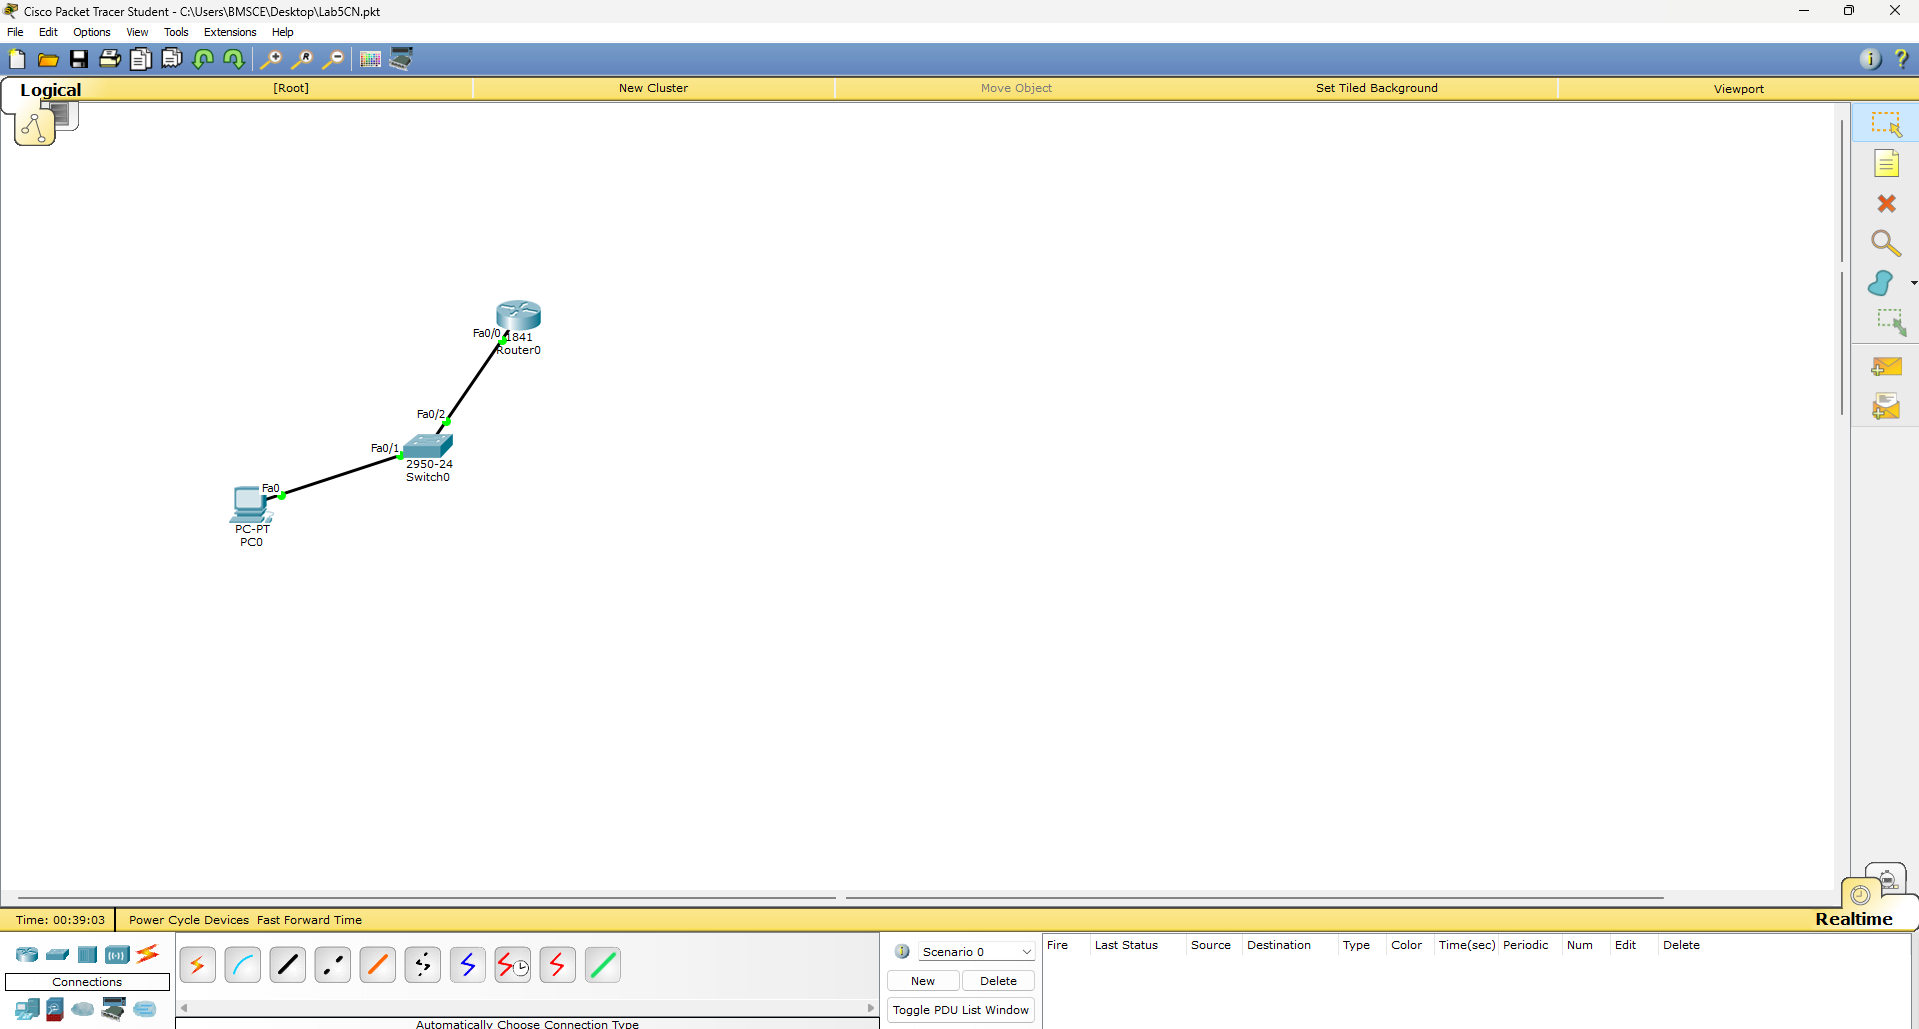 Cisco Packet Tracer Student - C:\Users\BMSCE\Desktop\Lab5CN.pkt
File Edit Options View Tools Extensions Help
Logical [Root] New Cluster Move Object Set Tiled Background Viewport
Fa0/0 1841
Router0
Fa0/2
Fa0/1
2950-24
Switch0
Fa0
PC-PT
PC0
Time: 00:39:03 Power Cycle Devices Fast Forward Time
Realtime
Connections
Automatically Choose Connection Type
Scenario 0
New Delete
Toggle PDU List Window
Fire Last Status Source Destination Type Color Time(sec) Periodic Num Edit Delete